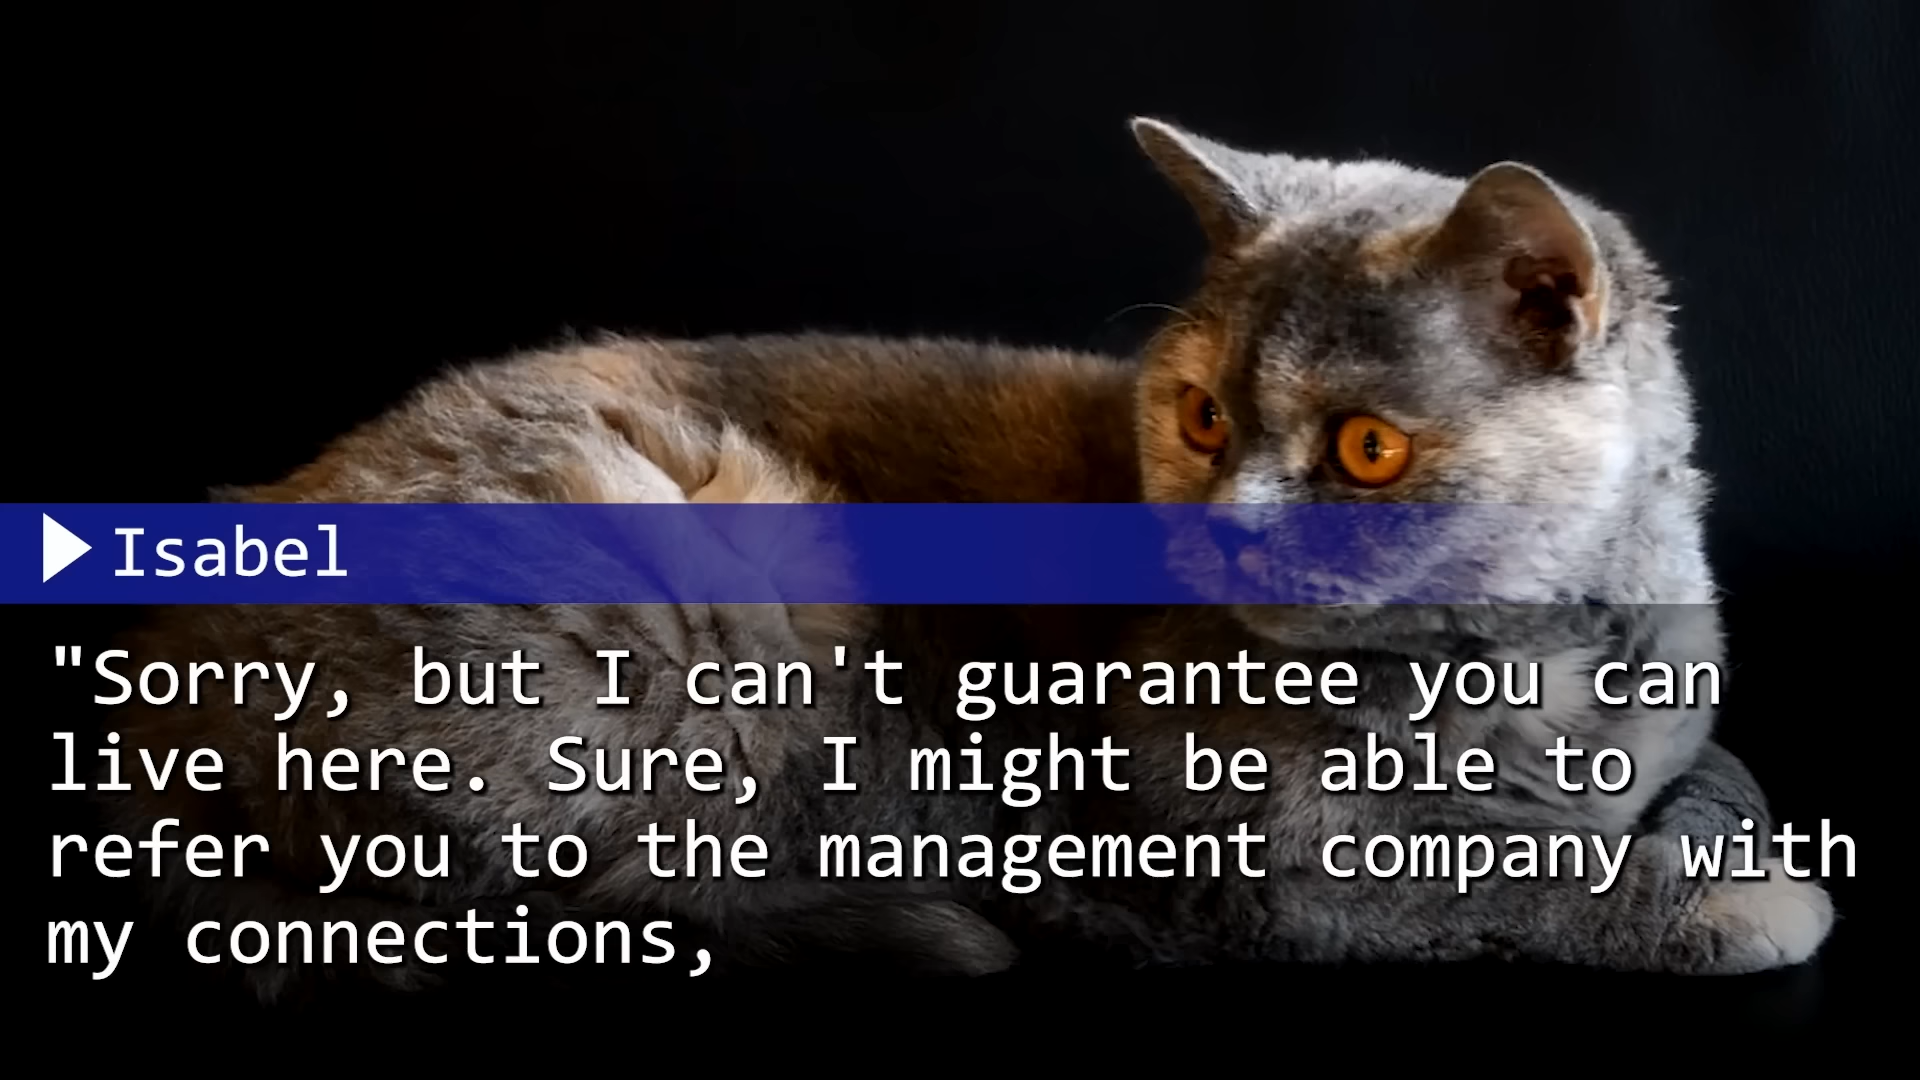 Isabel
"Sorry, but I can't guarantee you can
live here. Sure, I might be able to
refer you to the management company with
my connections,